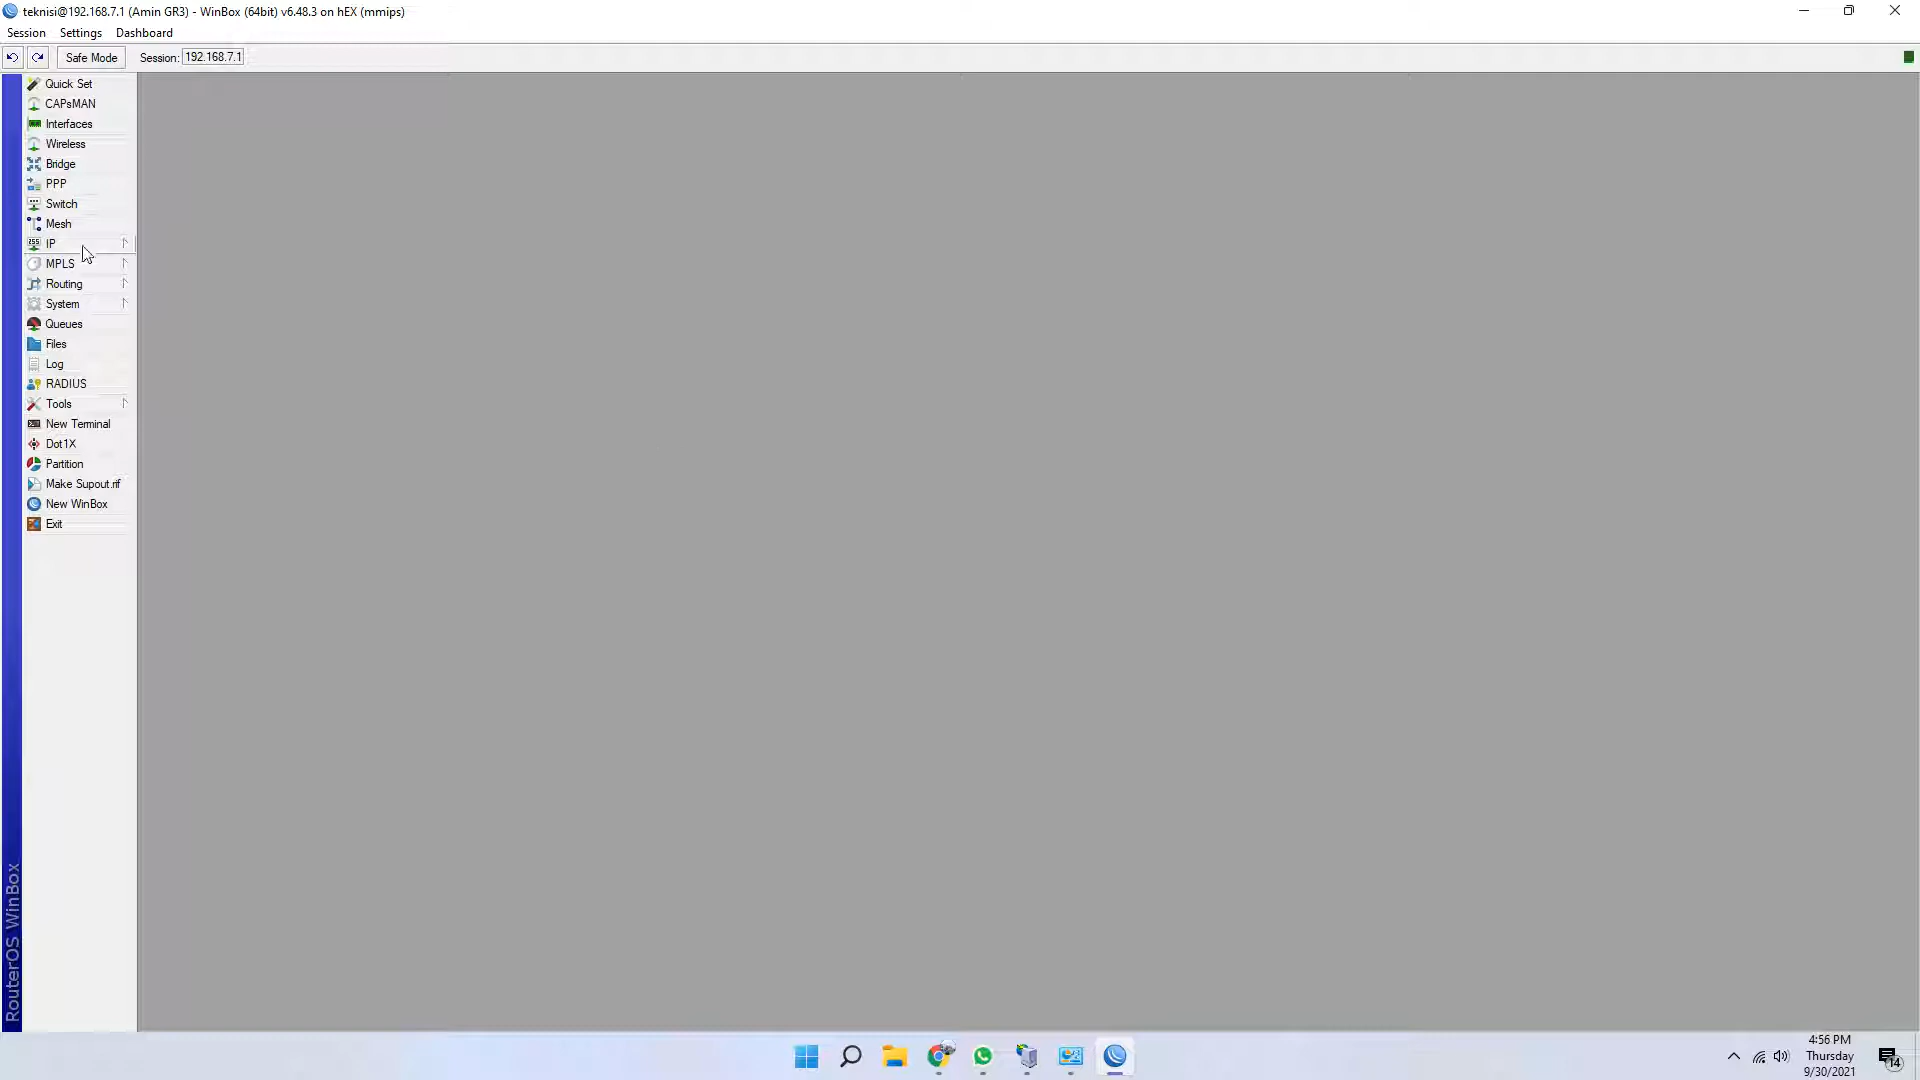 teknisi@192.168.7.1 (Amin GR3) - WinBox (64bit) v6.48.3 on hEX (mmips)
Session Settings Dashboard
Safe Mode Session: 192.168.7.1
Quick Set
CAPsMAN
Interfaces
Wireless
Bridge
PPP
Switch
Mesh
IP
MPLS
Routing
System
Queues
Files
Log
RADIUS
Tools
New Terminal
Dot1X
Partition
Make Supout.rif
New WinBox
Exit
RouterOS WinBox
4:56 PM
Thursday
9/30/2021
14